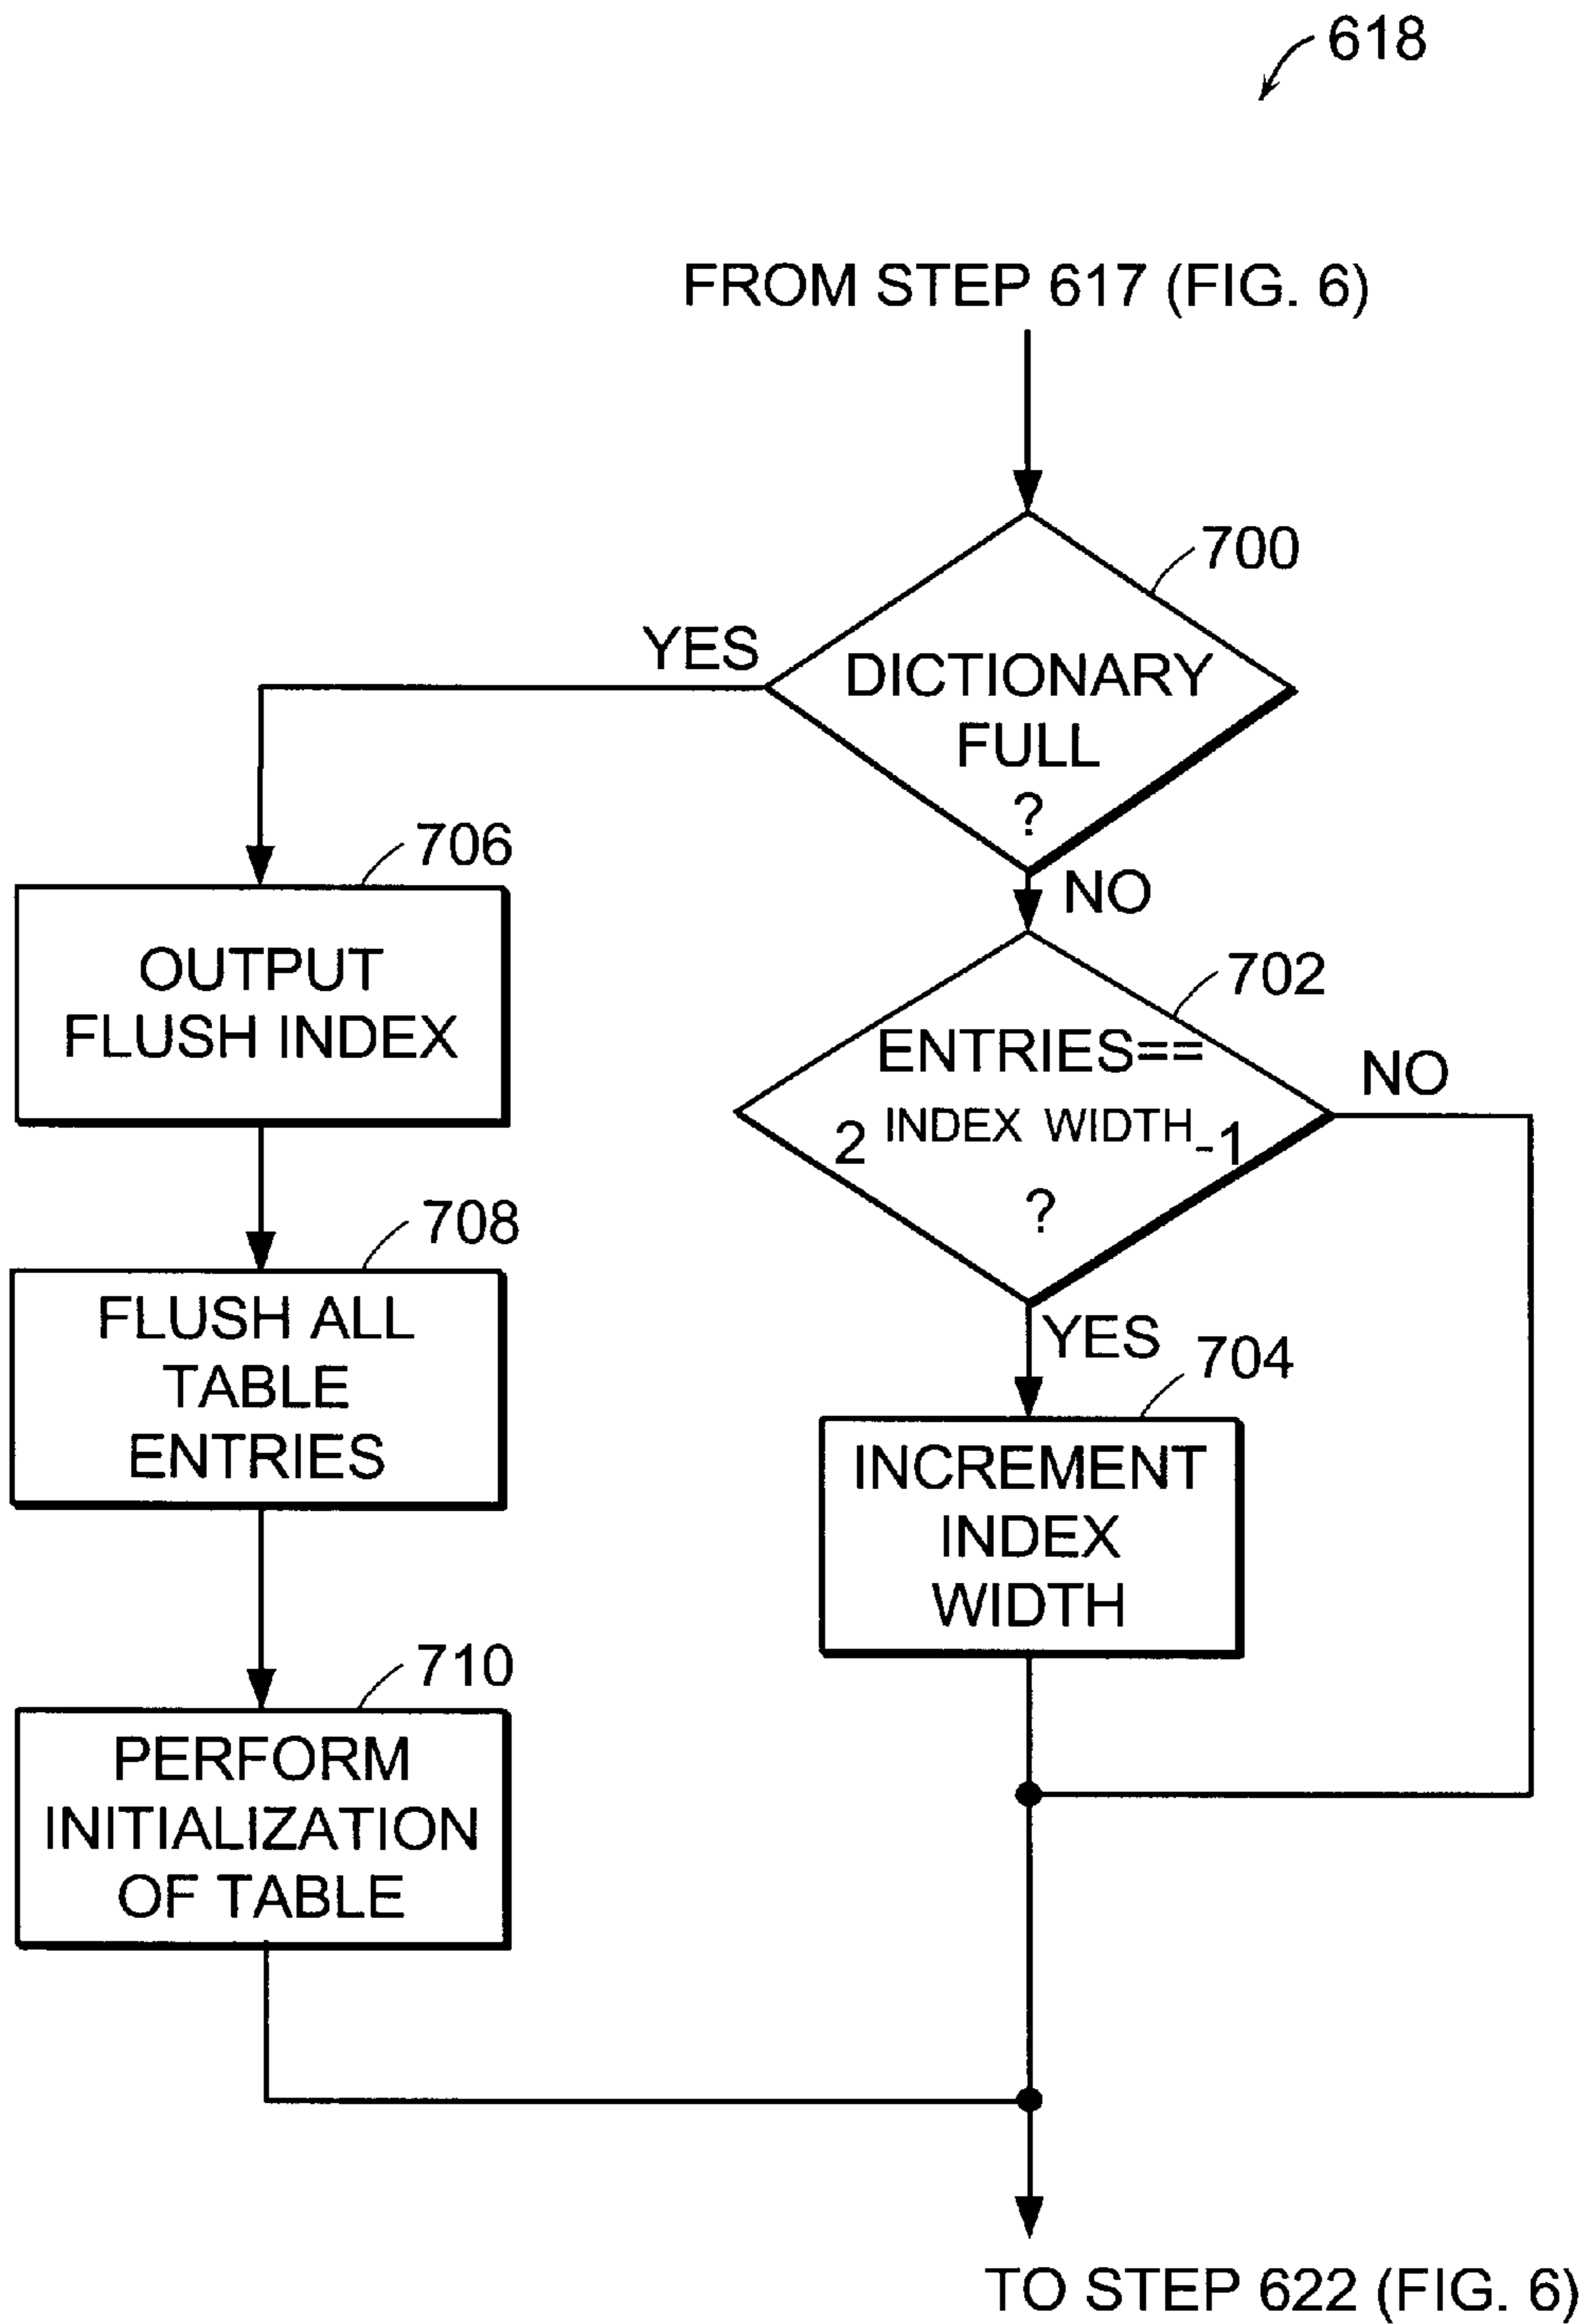 618
FROM STEP 617 (FIG. 6)
700
YES
DICTIONARY
FULL
?
NO
706
OUTPUT
FLUSH INDEX
702
ENTRIES==
2 INDEX WIDTH-1
?
NO
YES
708
FLUSH ALL
TABLE
ENTRIES
704
INCREMENT
INDEX
WIDTH
710
PERFORM
INITIALIZATION
OF TABLE
TO STEP 622 (FIG. 6)